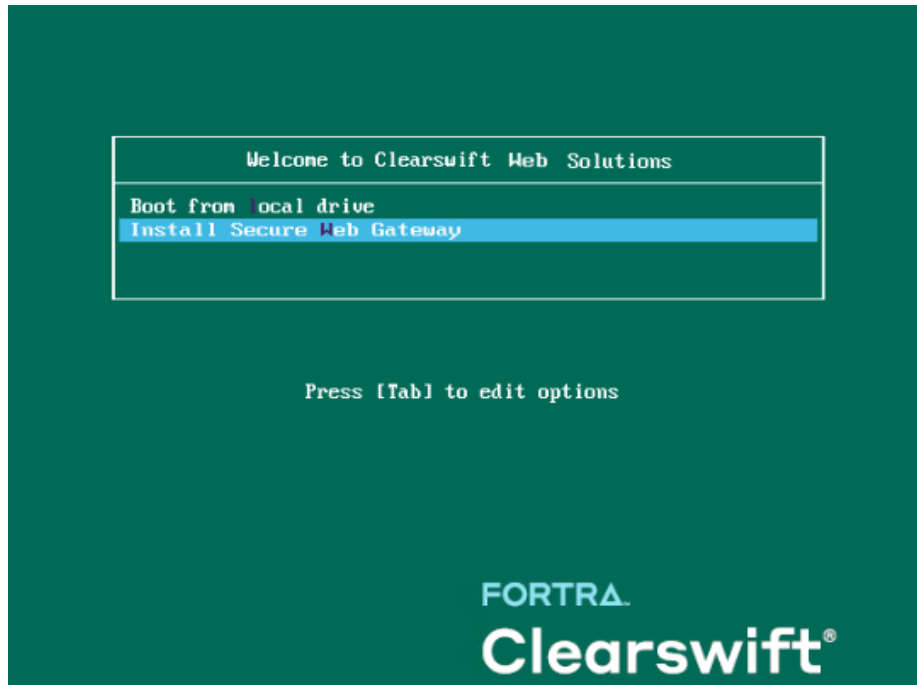 Welcome to Clearswift Web Solutions
Boot from local drive
Install Secure Web Gateway
Press [Tab] to edit options
FORTRA™
Clearswift®